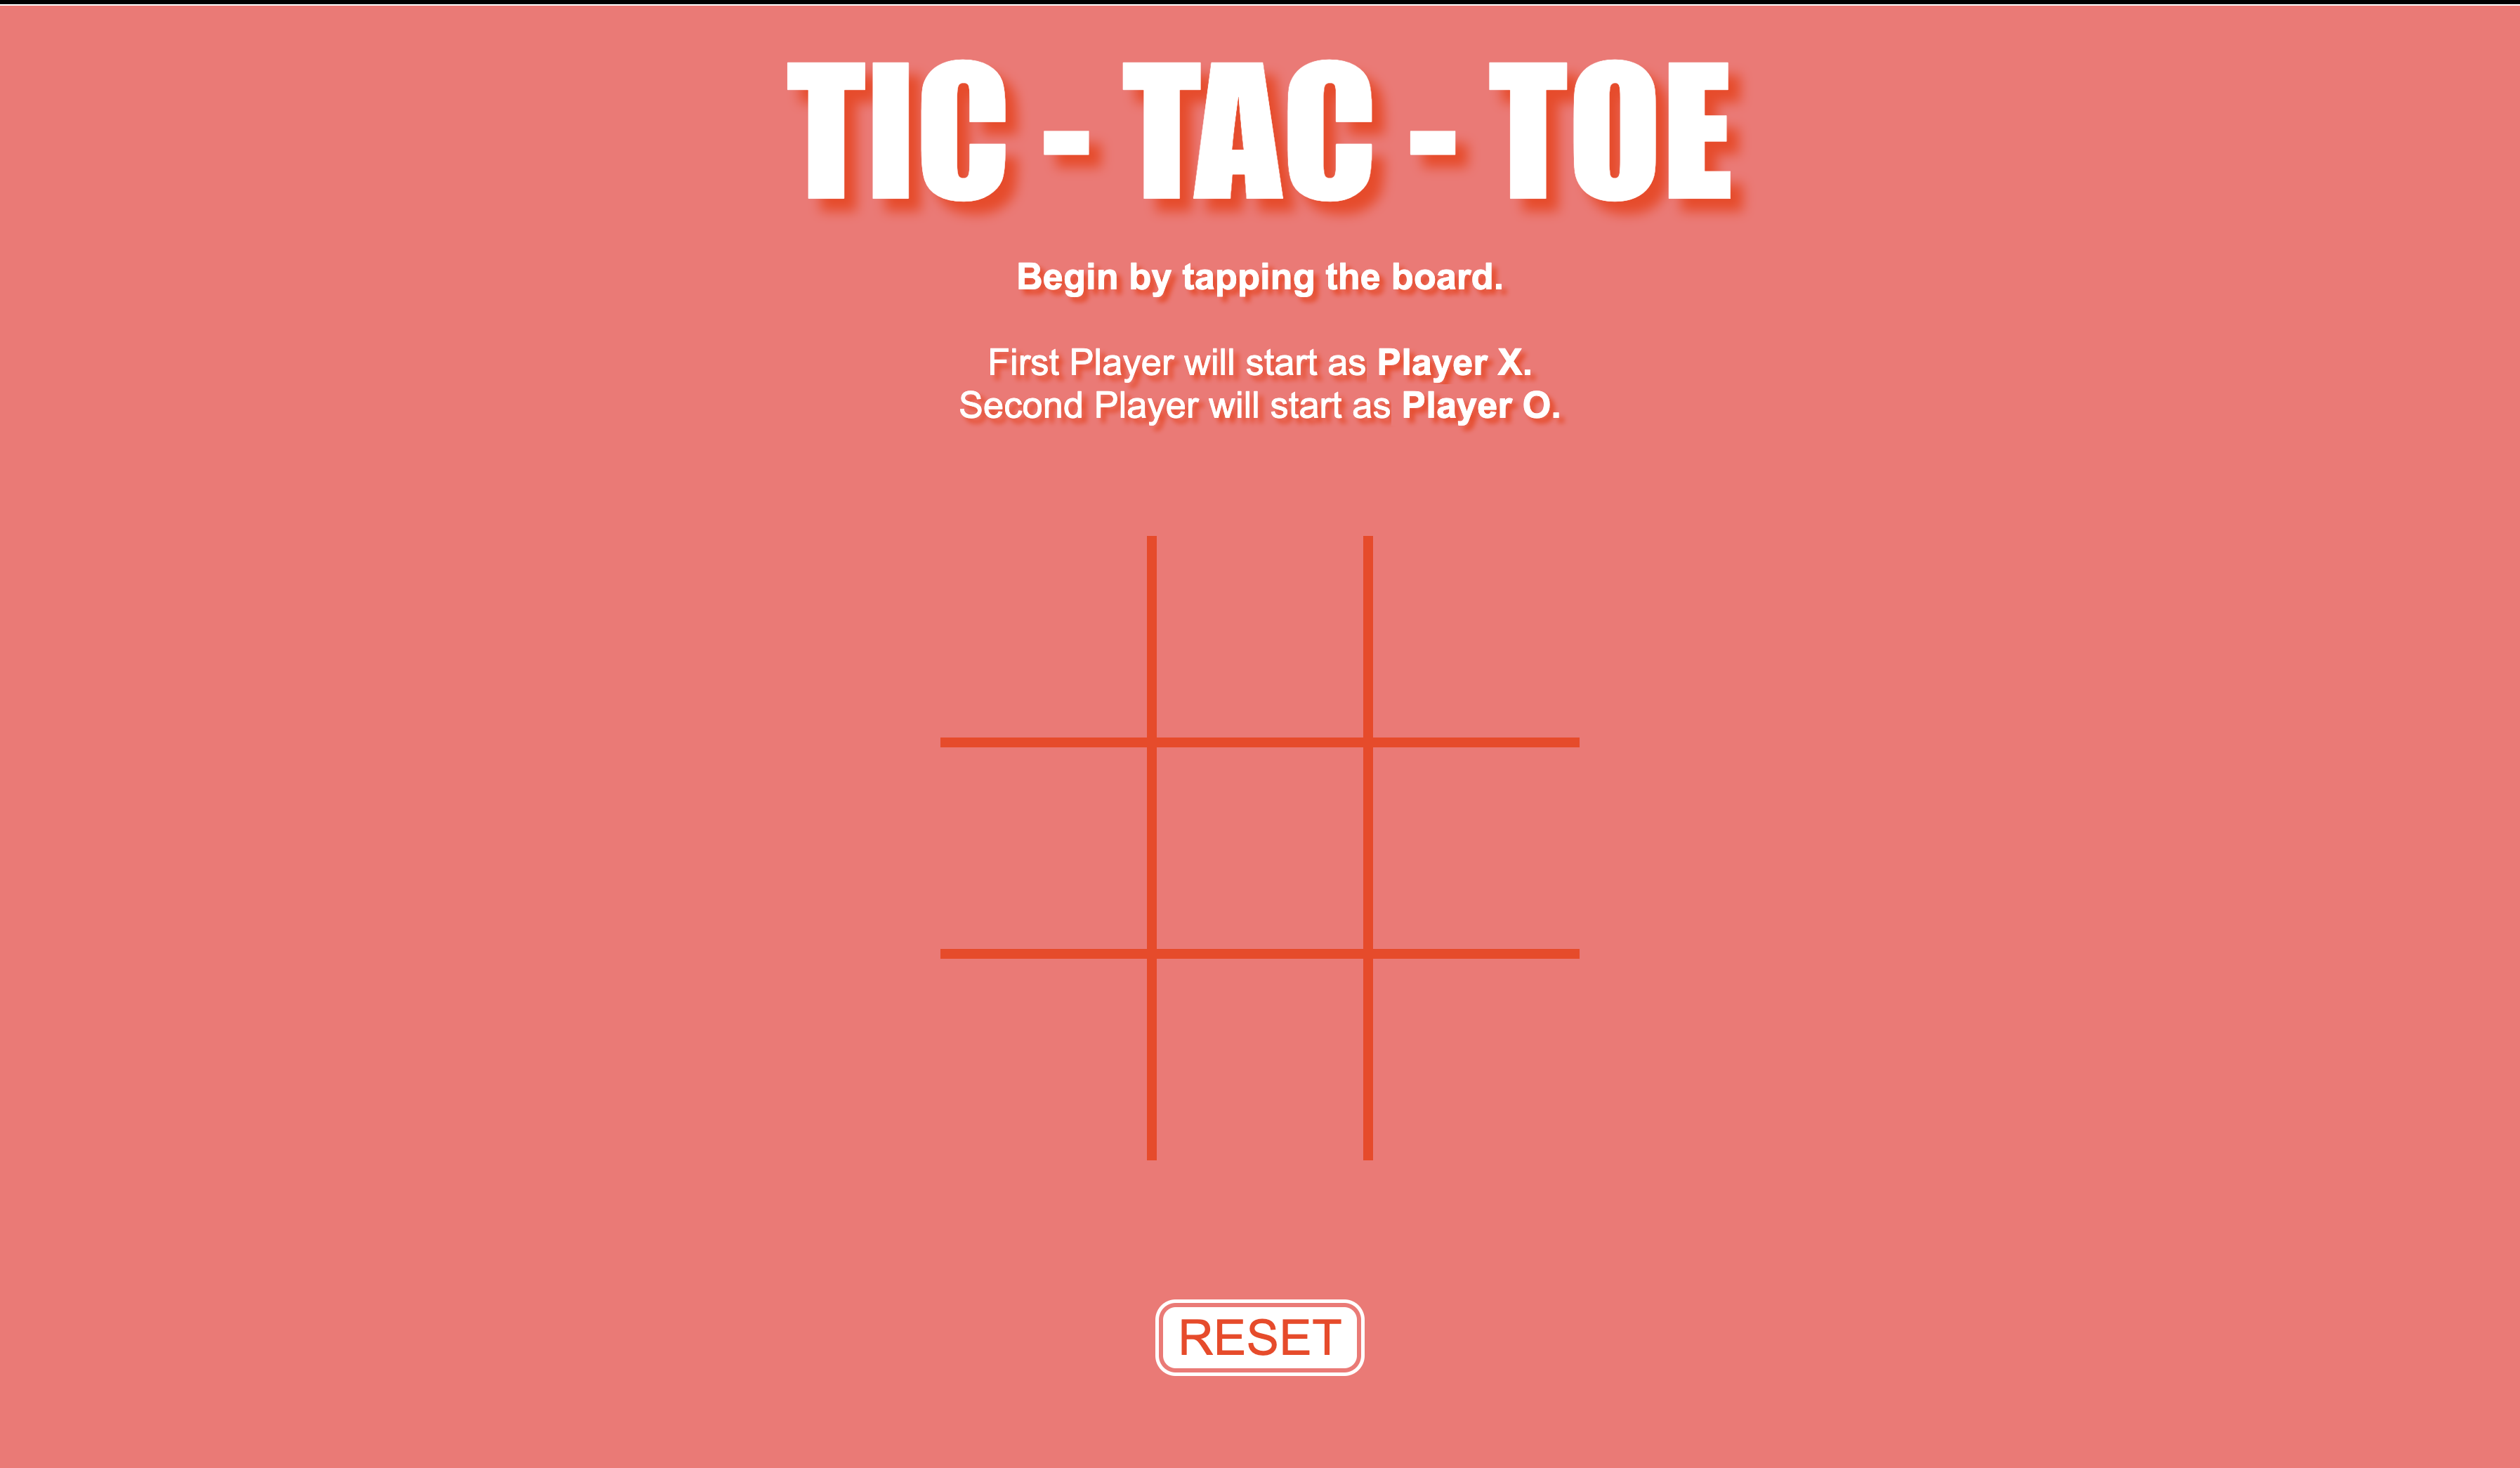 TIC - TAC - TOE
Begin by tapping the board.
First Player will start as Player X.
Second Player will start as Player O.
RESET